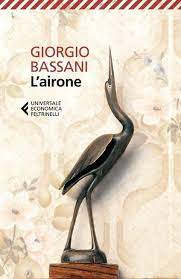 GIORGIO
BASSANI
L'airone
UNIVERSALE
ECONOMICA
FELTRINELLI